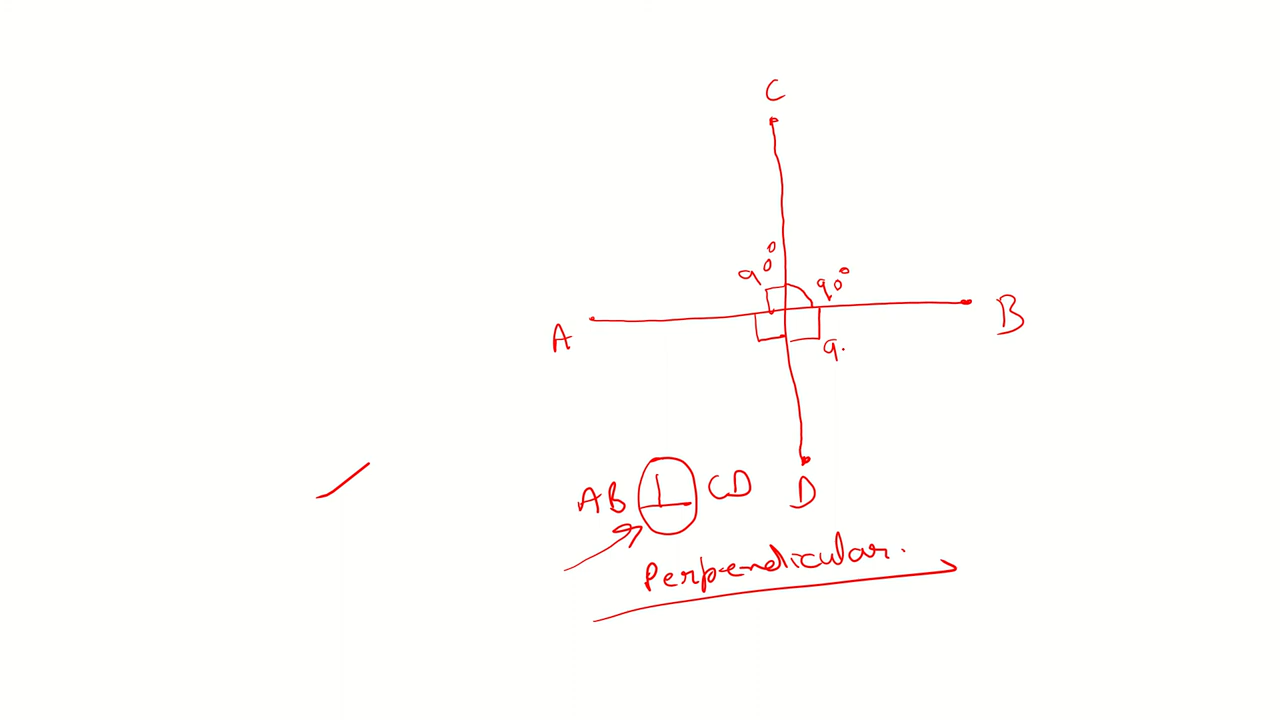 C
90°
90°
A
B
9.
AB ⊥ CD
D
Perpendicular.